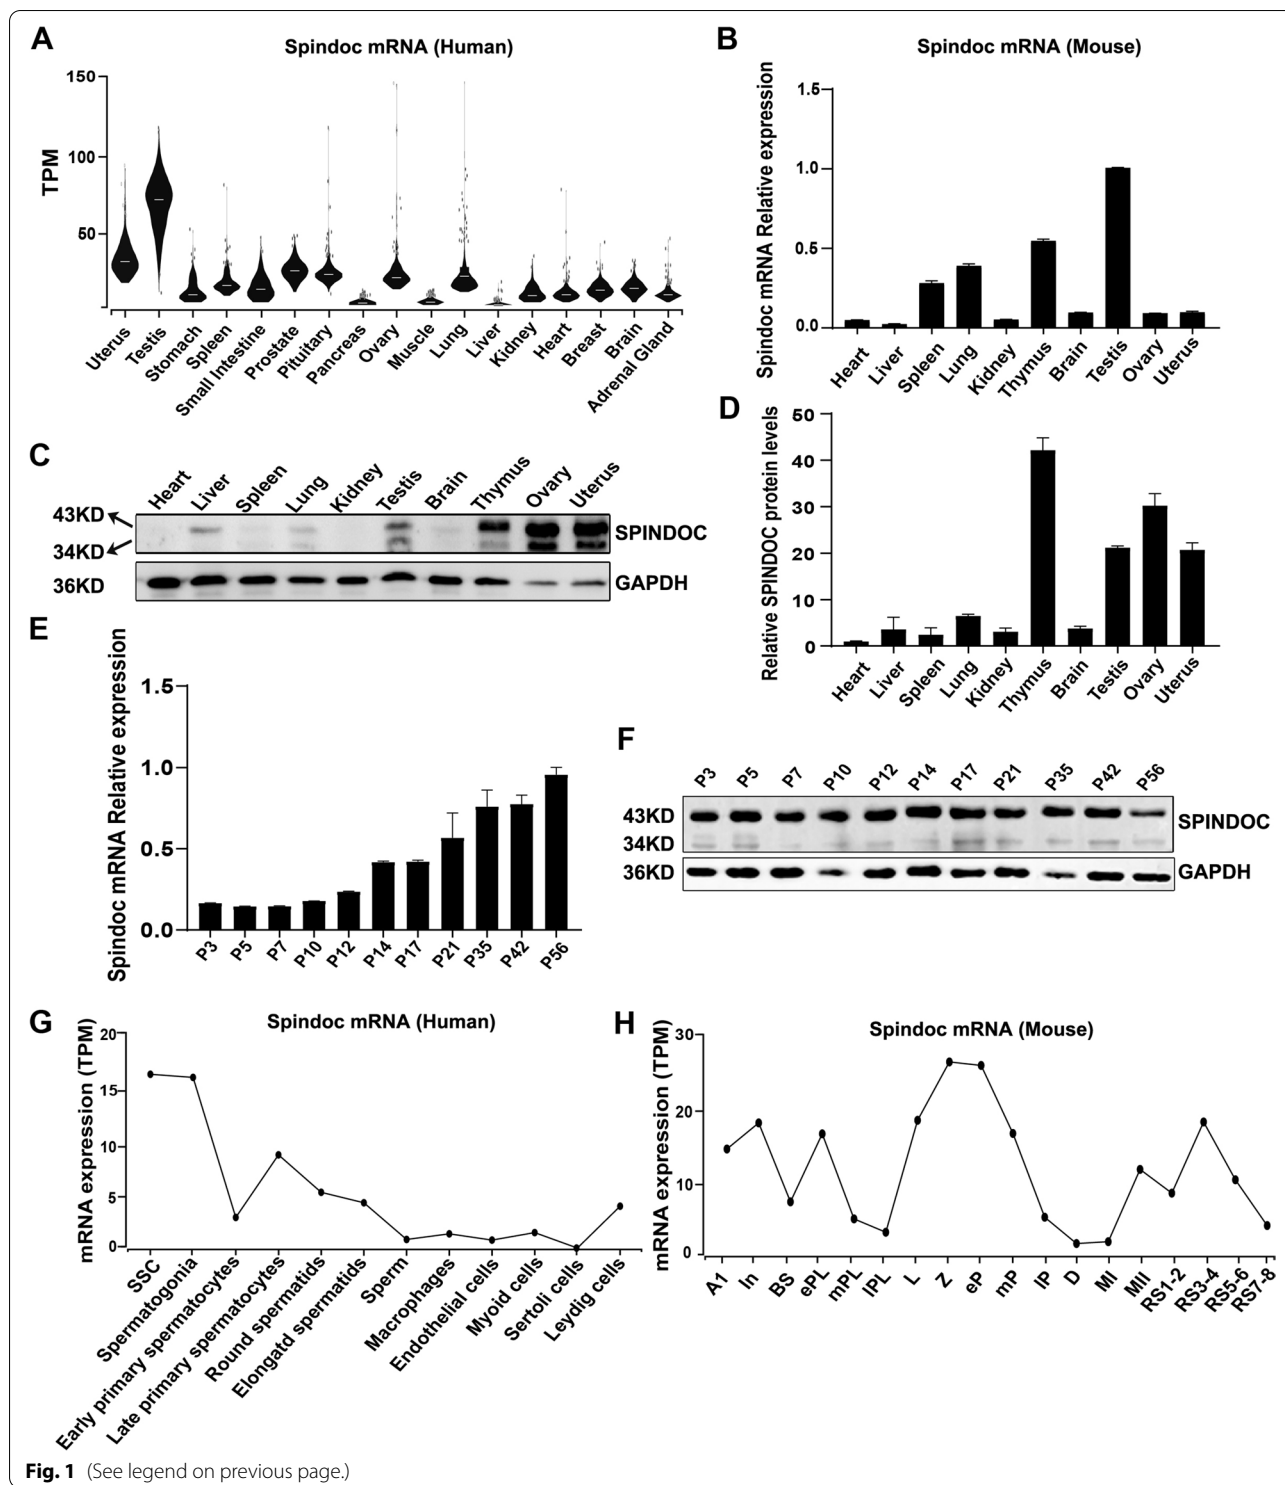 A
Spindoc mRNA (Human)
TPM
150
100
50
Uterus
Testis
Stomach
Spleen
Small Intestine
Prostate
Pituitary
Pancreas
Ovary
Muscle
Lung
Liver
Kidney
Heart
Breast
Brain
Adrenal Gland
B
Spindoc mRNA (Mouse)
Spindoc mRNA Relative expression
1.5
1.0
0.5
0.0
Heart
Liver
Spleen
Lung
Kidney
Thymus
Brain
Testis
Ovary
Uterus
C
Heart
Liver
Spleen
Lung
Kidney
Testis
Brain
Thymus
Ovary
Uterus
43KD
34KD
SPINDOC
36KD
GAPDH
D
Relative SPINDOC protein levels
50
40
30
20
10
0
Heart
Liver
Spleen
Lung
Kidney
Thymus
Brain
Testis
Ovary
Uterus
E
Spindoc mRNA Relative expression
1.5
1.0
0.5
0.0
P3
P5
P7
P10
P12
P14
P17
P21
P35
P42
P56
F
P3
P5
P7
P10
P12
P14
P17
P21
P35
P42
P56
43KD
34KD
SPINDOC
36KD
GAPDH
G
Spindoc mRNA (Human)
mRNA expression (TPM)
20
15
10
5
0
SSC
Spermatogonia
Early primary spermatocytes
Late primary spermatocytes
Round spermatids
Elongatd spermatids
Sperm
Macrophages
Endothelial cells
Myoid cells
Sertoli cells
Leydig cells
H
Spindoc mRNA (Mouse)
mRNA expression (TPM)
30
20
10
0
A1
In
BS
ePL
mPL
lPL
L
Z
eP
mP
lP
D
MI
MII
RS1-2
RS3-4
RS5-6
RS7-8
Fig. 1 (See legend on previous page.)